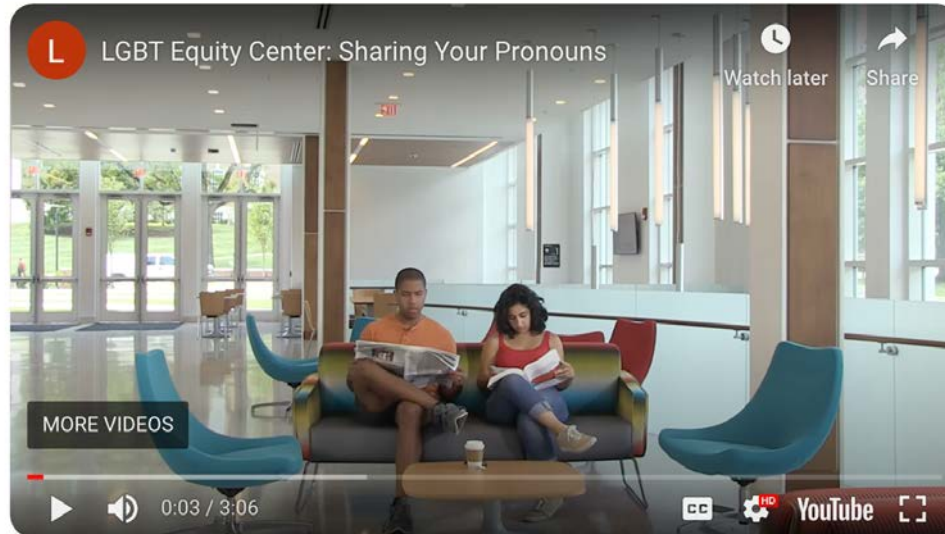 L
LGBT Equity Center: Sharing Your Pronouns
Watch later
Share
EXIT
MORE VIDEOS
0:03 / 3:06
CC
HD
YouTube